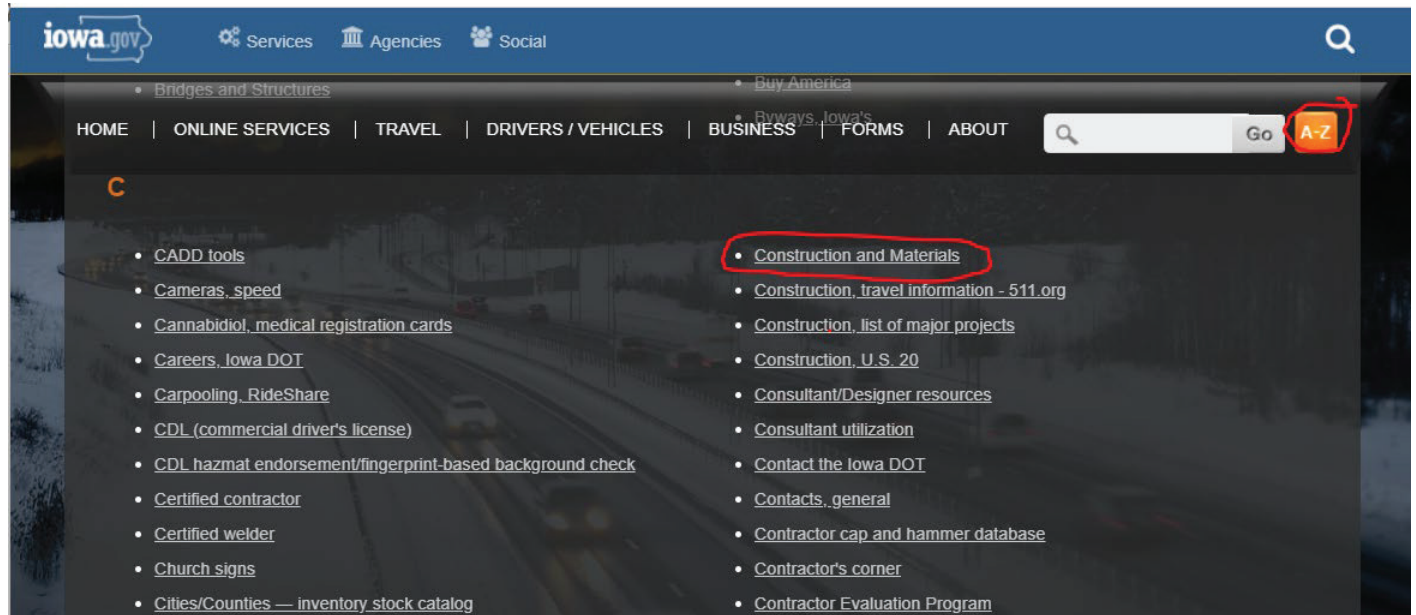 iowa.gov Services Agencies Social
Bridges and Structures
Buy America
Byways, Iowa's
HOME | ONLINE SERVICES | TRAVEL | DRIVERS / VEHICLES | BUSINESS | FORMS | ABOUT Go A-Z
C
CADD tools
Cameras, speed
Cannabidiol, medical registration cards
Careers, Iowa DOT
Carpooling, RideShare
CDL (commercial driver's license)
CDL hazmat endorsement/fingerprint-based background check
Certified contractor
Certified welder
Church signs
Cities/Counties — inventory stock catalog
Construction and Materials
Construction, travel information - 511.org
Construction, list of major projects
Construction, U.S. 20
Consultant/Designer resources
Consultant utilization
Contact the Iowa DOT
Contacts, general
Contractor cap and hammer database
Contractor's corner
Contractor Evaluation Program